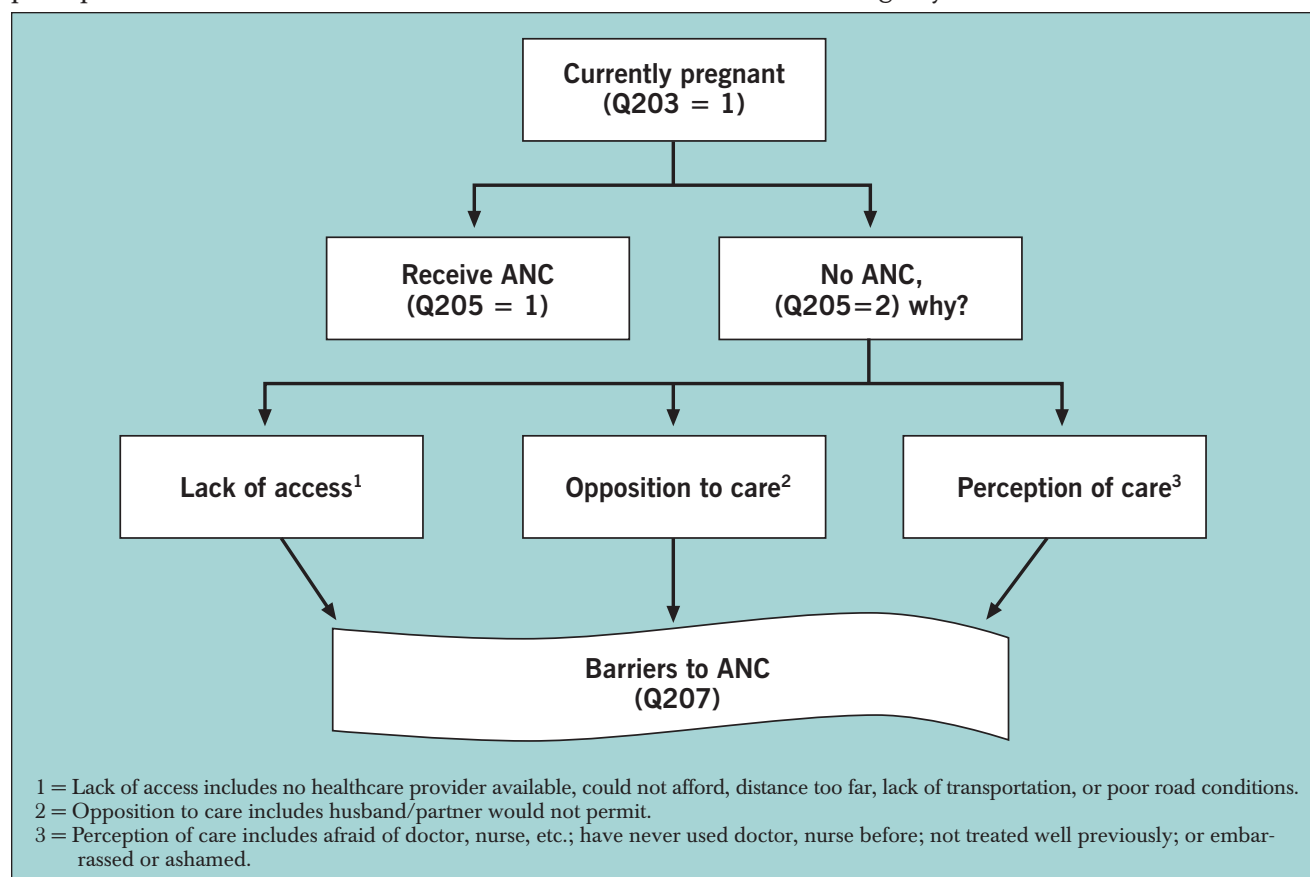 Currently pregnant
(Q203 = 1)
Receive ANC
(Q205 = 1)
No ANC,
(Q205=2) why?
Lack of access1
Opposition to care2
Perception of care3
Barriers to ANC
(Q207)
1 = Lack of access includes no healthcare provider available, could not afford, distance too far, lack of transportation, or poor road conditions.
2 = Opposition to care includes husband/partner would not permit.
3 = Perception of care includes afraid of doctor, nurse, etc.; have never used doctor, nurse before; not treated well previously; or embar-
rassed or ashamed.